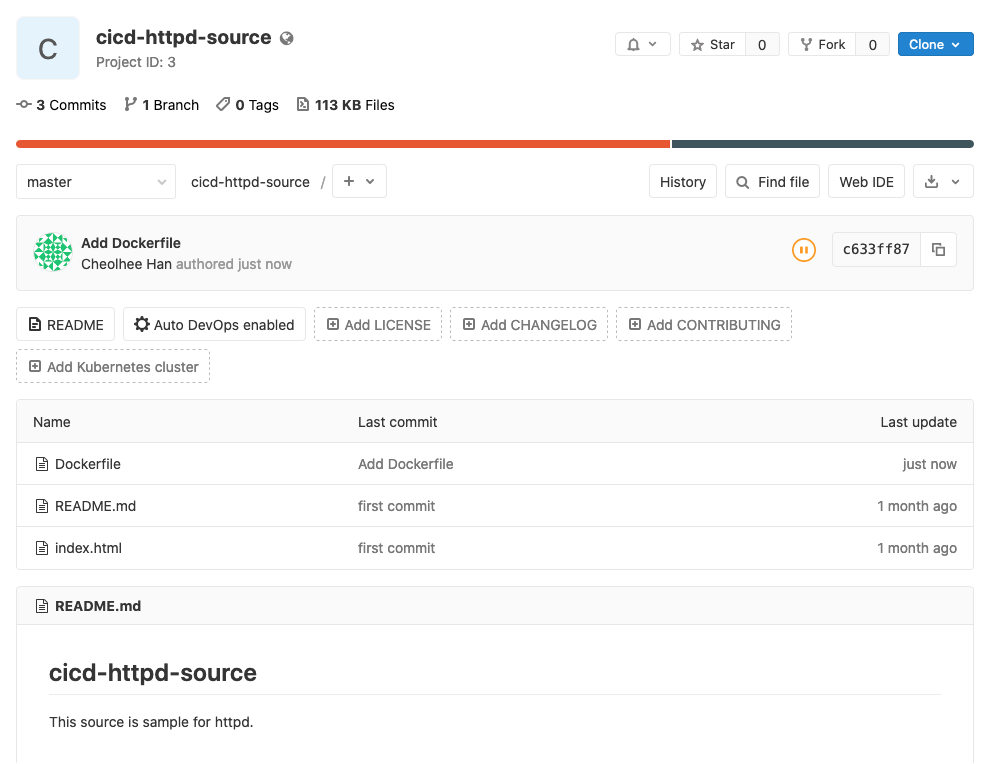 C
cicd-httpd-source
Project ID: 3
Star 0 Fork 0 Clone
3 Commits 1 Branch 0 Tags 113 KB Files
master cicd-httpd-source / + History Find file Web IDE
Add Dockerfile
Cheolhee Han authored just now
c633ff87
README Auto DevOps enabled Add LICENSE Add CHANGELOG Add CONTRIBUTING
Add Kubernetes cluster
Name Last commit Last update
Dockerfile Add Dockerfile just now
README.md first commit 1 month ago
index.html first commit 1 month ago
README.md
cicd-httpd-source
This source is sample for httpd.